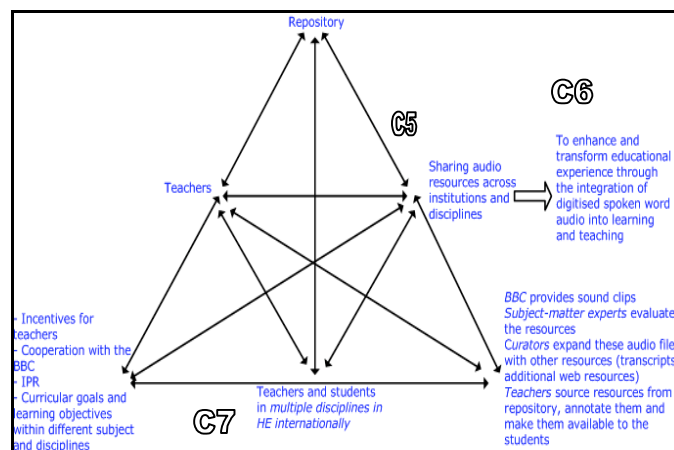 Repository
C6
C5
To enhance and
transform educational
experience through
the integration of
digitised spoken word
audio into learning
and teaching
Teachers
Sharing audio
resources across
institutions and
disciplines
- Incentives for
teachers
- Cooperation with the
BBC
- IPR
- Curricular goals and
learning objectives
within different subject
and disciplines
C7
Teachers and students
in multiple disciplines in
HE internationally
BBC provides sound clips
Subject-matter experts evaluate
the resources
Curators expand these audio file
with other resources (transcripts
additional web resources)
Teachers source resources from
repository, annotate them and
make them available to the
students